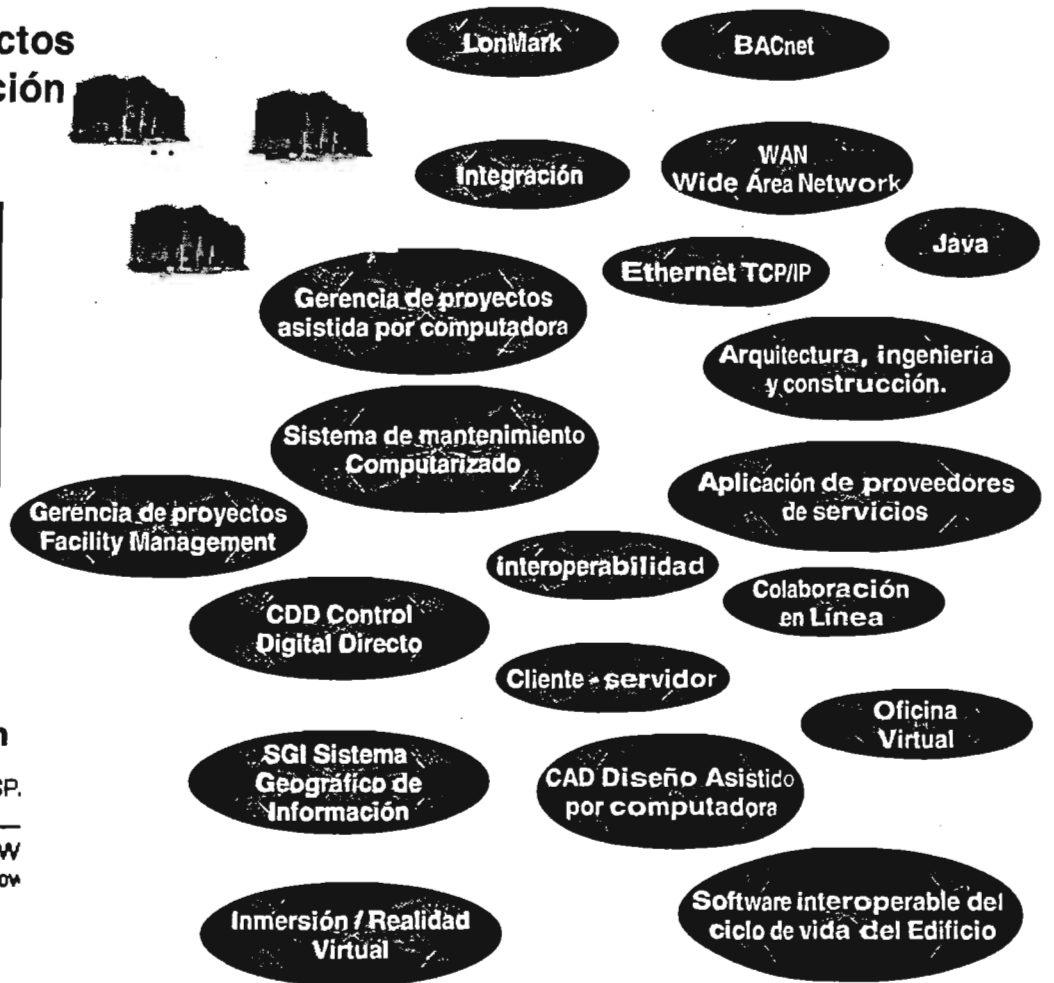 ctos
ción
LonMark
BACnet
Integración
WAN
Wide Área Network
Java
Ethernet TCP/IP
Gerencia de proyectos
asistida por computadora
Arquitectura, ingeniería
y construcción.
Sistema de mantenimiento
Computarizado
Aplicación de proveedores
de servicios
Gerencia de proyectos
Facility Management
interoperabilidad
Colaboración
en Línea
CDD Control
Digital Directo
Cliente - servidor
Oficina
Virtual
n
SP.
SGI Sistema
Geográfico de
Información
CAD Diseño Asistido
por computadora
W
ow
Inmersión / Realidad
Virtual
Software interoperable del
ciclo de vida del Edificio